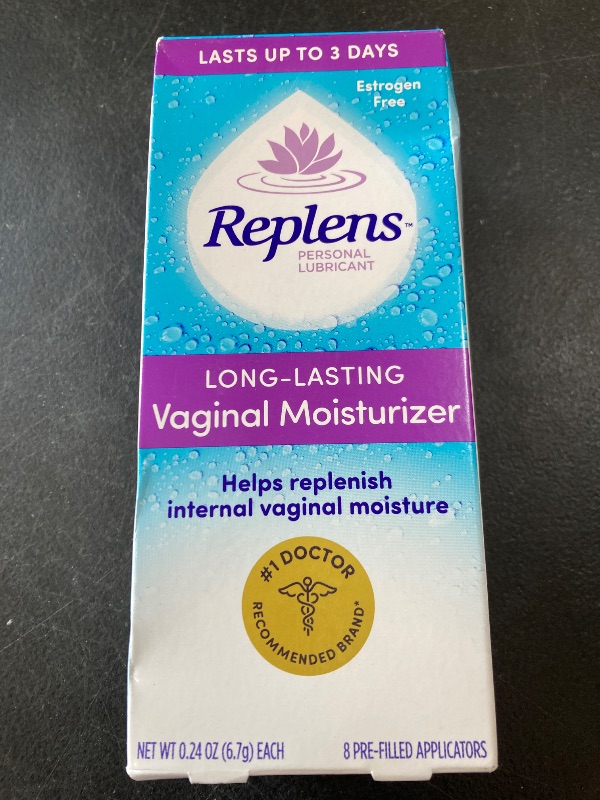 LASTS UP TO 3 DAYS
Estrogen
Free
Replens™
PERSONAL
LUBRICANT
LONG-LASTING
Vaginal Moisturizer
Helps replenish
internal vaginal moisture
#1 DOCTOR
RECOMMENDED BRAND*
NET WT 0.24 OZ (6.7g) EACH
8 PRE-FILLED APPLICATORS